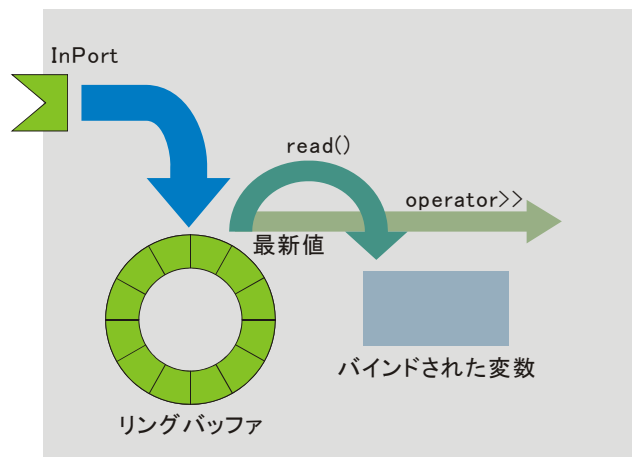 InPort
read()
operator>>
最新値
バインドされた変数
リングバッファ